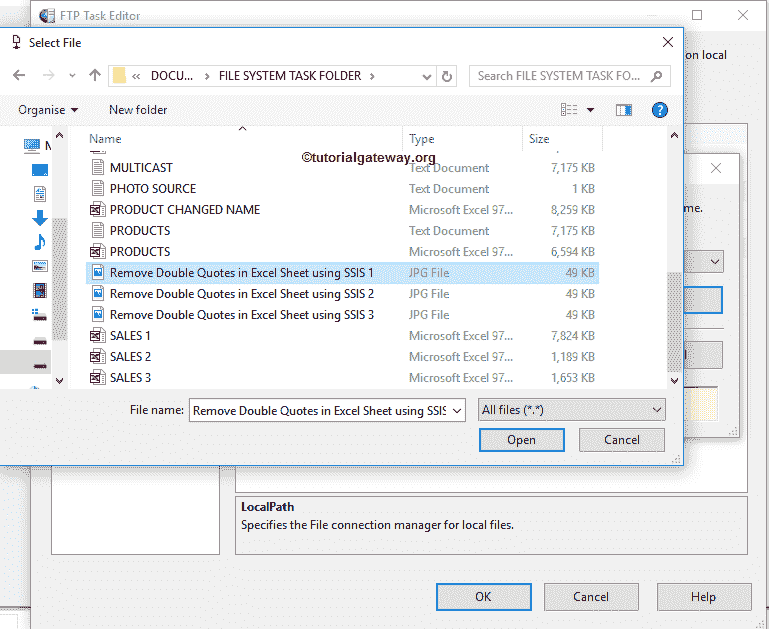 FTP Task Editor
Select File
on local
« DOCU... › FILE SYSTEM TASK FOLDER ›
Search FILE SYSTEM TASK FO...
Organise
New folder
?
Name Type Size
©tutorialgateway.org
MULTICAST Text Document 7,175 KB
PHOTO SOURCE Text Document 1 KB
PRODUCT CHANGED NAME Microsoft Excel 97... 8,259 KB
me.
PRODUCTS Text Document 7,175 KB
PRODUCTS Microsoft Excel 97... 6,594 KB
Remove Double Quotes in Excel Sheet using SSIS 1 JPG File 49 KB
Remove Double Quotes in Excel Sheet using SSIS 2 JPG File 49 KB
Remove Double Quotes in Excel Sheet using SSIS 3 JPG File 49 KB
SALES 1 Microsoft Excel 97... 7,824 KB
SALES 2 Microsoft Excel 97... 1,189 KB
SALES 3 Microsoft Excel 97... 1,653 KB
File name: Remove Double Quotes in Excel Sheet using SSIS
All files (*.*)
Open Cancel
LocalPath
Specifies the File connection manager for local files.
OK Cancel Help